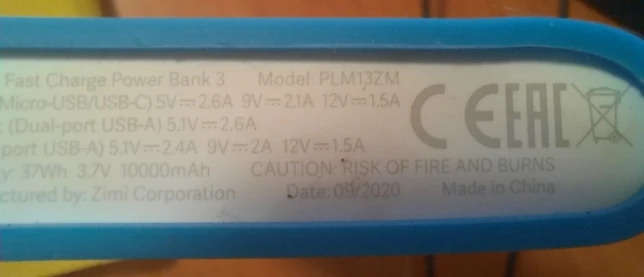 Fast Charge Power Bank 3 Model: PLM13ZM
(Micro-USB/USB-C) 5V⎓2.6A 9V⎓2.1A 12V⎓1.5A
: (Dual-port USB-A) 5.1V⎓2.6A
port USB-A) 5.1V⎓2.4A 9V⎓2A 12V⎓1.5A
y: 37Wh 3.7V 10000mAh CAUTION: RISK OF FIRE AND BURNS
ctured by: Zimi Corporation Date: 09/2020 Made in China
CE EAC